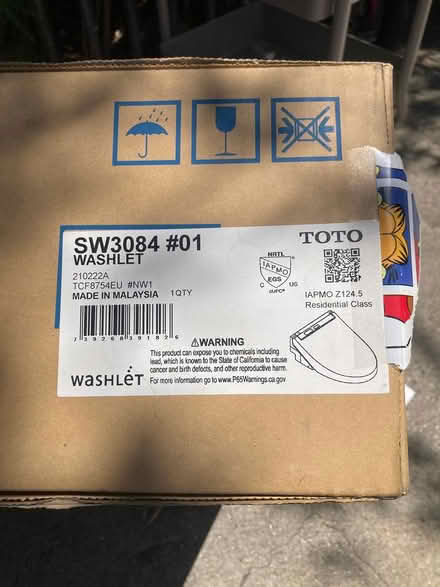 SW3084 #01
WASHLET
210222A
TCF8754EU #NW1
MADE IN MALAYSIA 1QTY
739268391826
NRTL
IAPMO
EGS
C US
cUPC®
TOTO
IAPMO Z124.5
Residential Class
⚠WARNING
This product can expose you to chemicals including
lead, which is known to the State of California to cause
cancer and birth defects, and other reproductive harm.
For more information go to www.P65Warnings.ca.gov
WASHLET